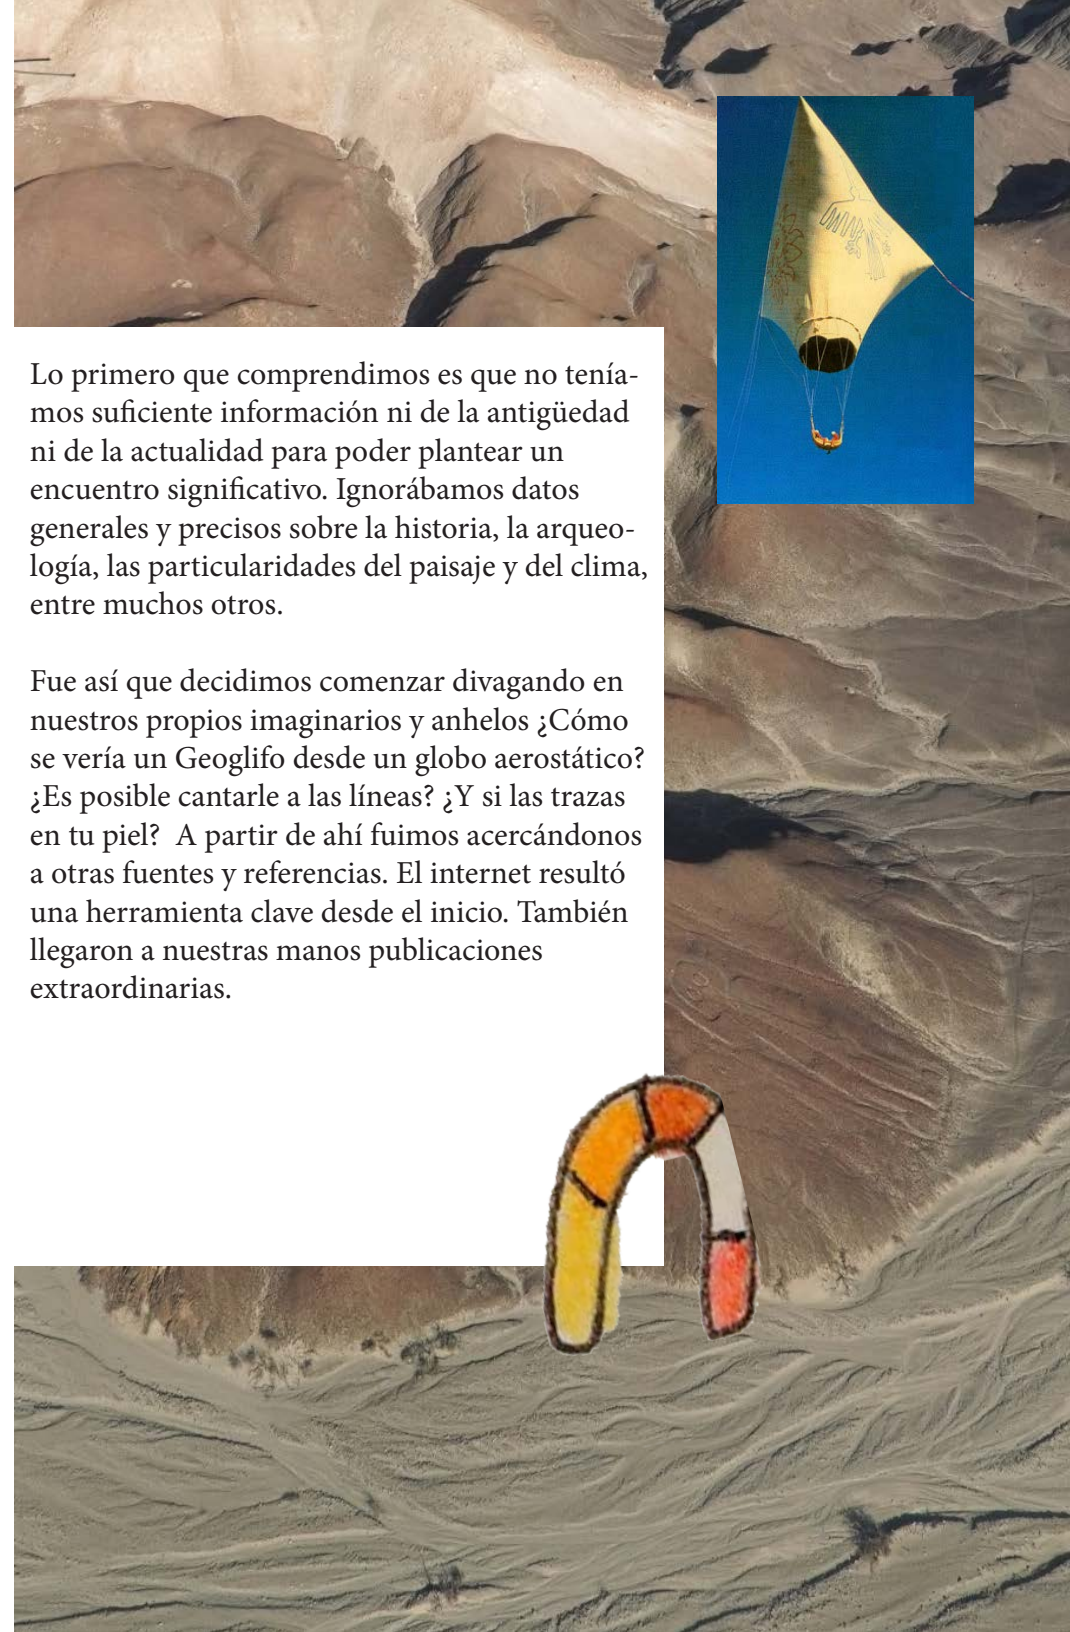 Lo primero que comprendimos es que no tenía-
mos suficiente información ni de la antigüedad
ni de la actualidad para poder plantear un
encuentro significativo. Ignorábamos datos
generales y precisos sobre la historia, la arqueo-
logía, las particularidades del paisaje y del clima,
entre muchos otros.
Fue así que decidimos comenzar divagando en
nuestros propios imaginarios y anhelos ¿Cómo
se vería un Geoglifo desde un globo aerostático?
¿Es posible cantarle a las líneas? ¿Y si las trazas
en tu piel?  A partir de ahí fuimos acercándonos
a otras fuentes y referencias. El internet resultó
una herramienta clave desde el inicio. También
llegaron a nuestras manos publicaciones
extraordinarias.